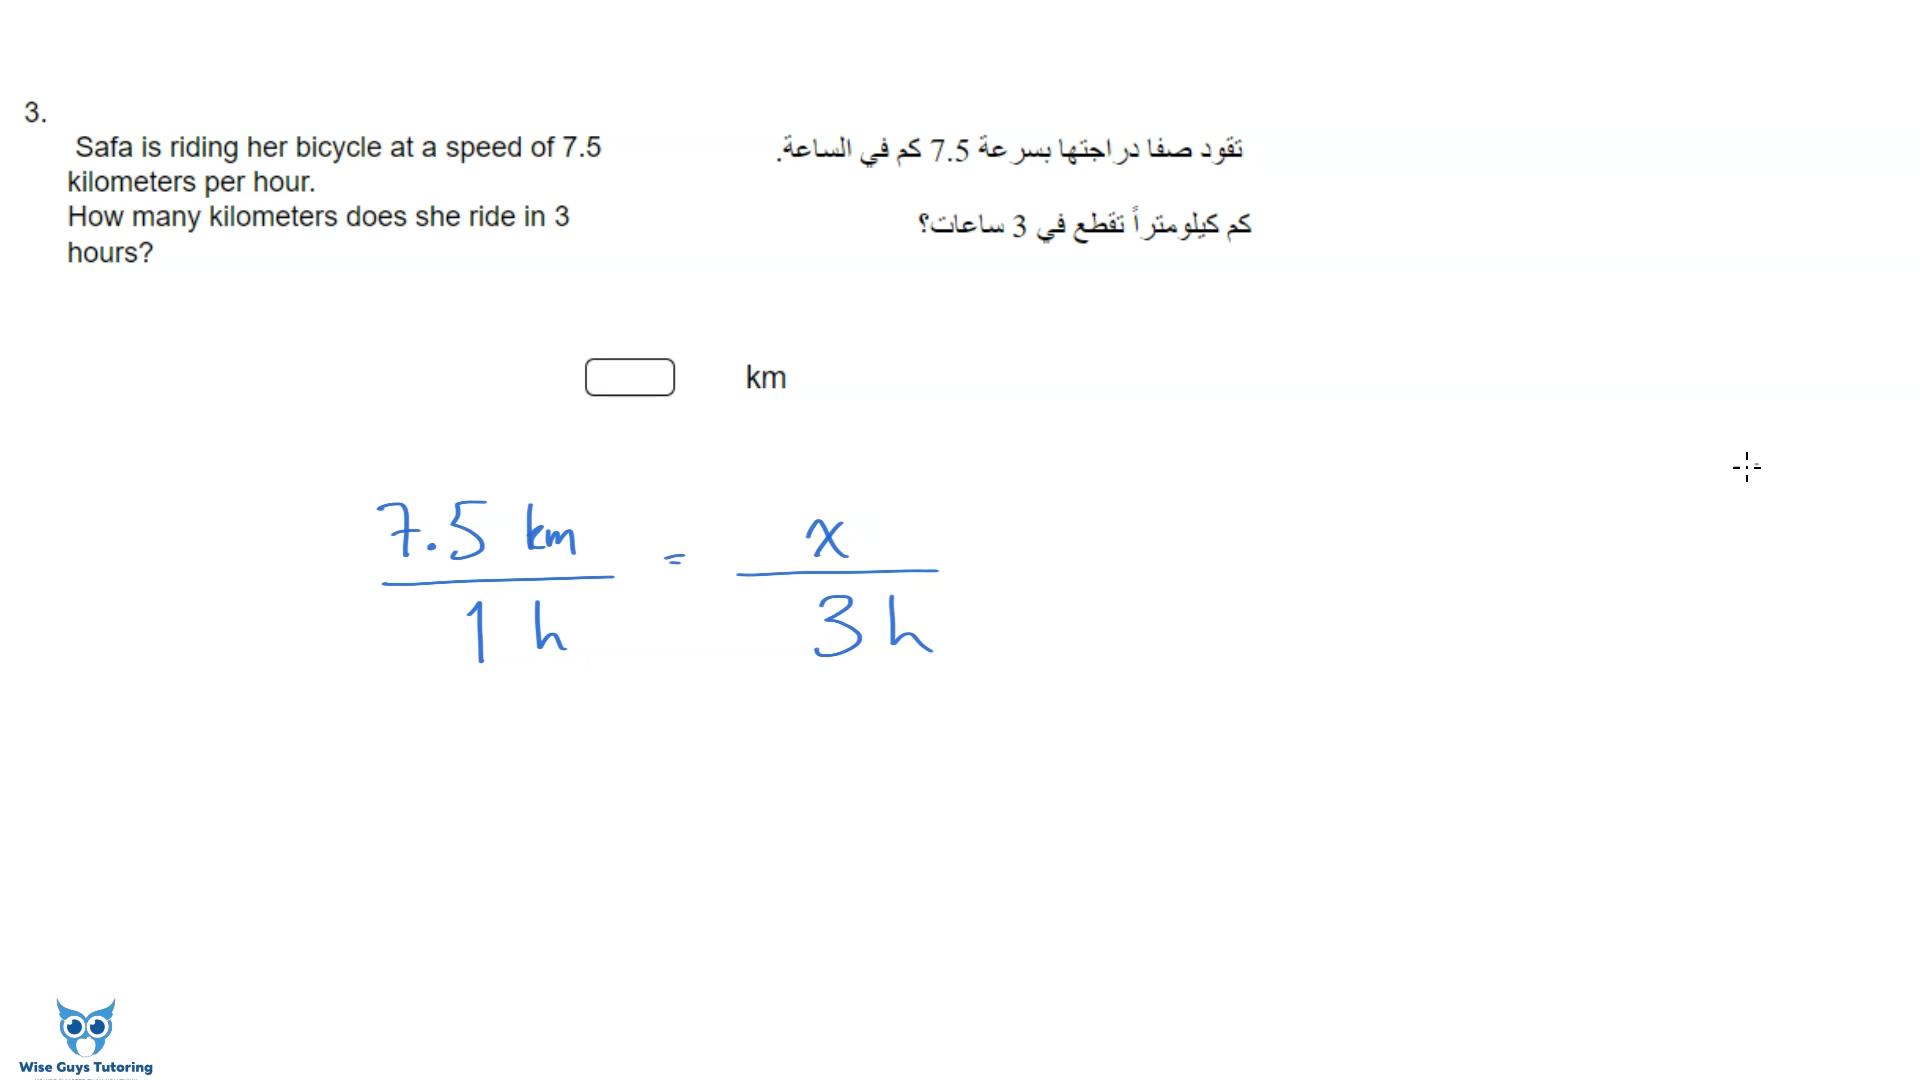 3.
Safa is riding her bicycle at a speed of 7.5
kilometers per hour.
How many kilometers does she ride in 3
hours?
تقود صفا دراجتها بسرعة 7.5 كم في الساعة.
كم كيلومتراً تقطع في 3 ساعات؟
km
7.5 km = x
1 h 3 h
Wise Guys Tutoring